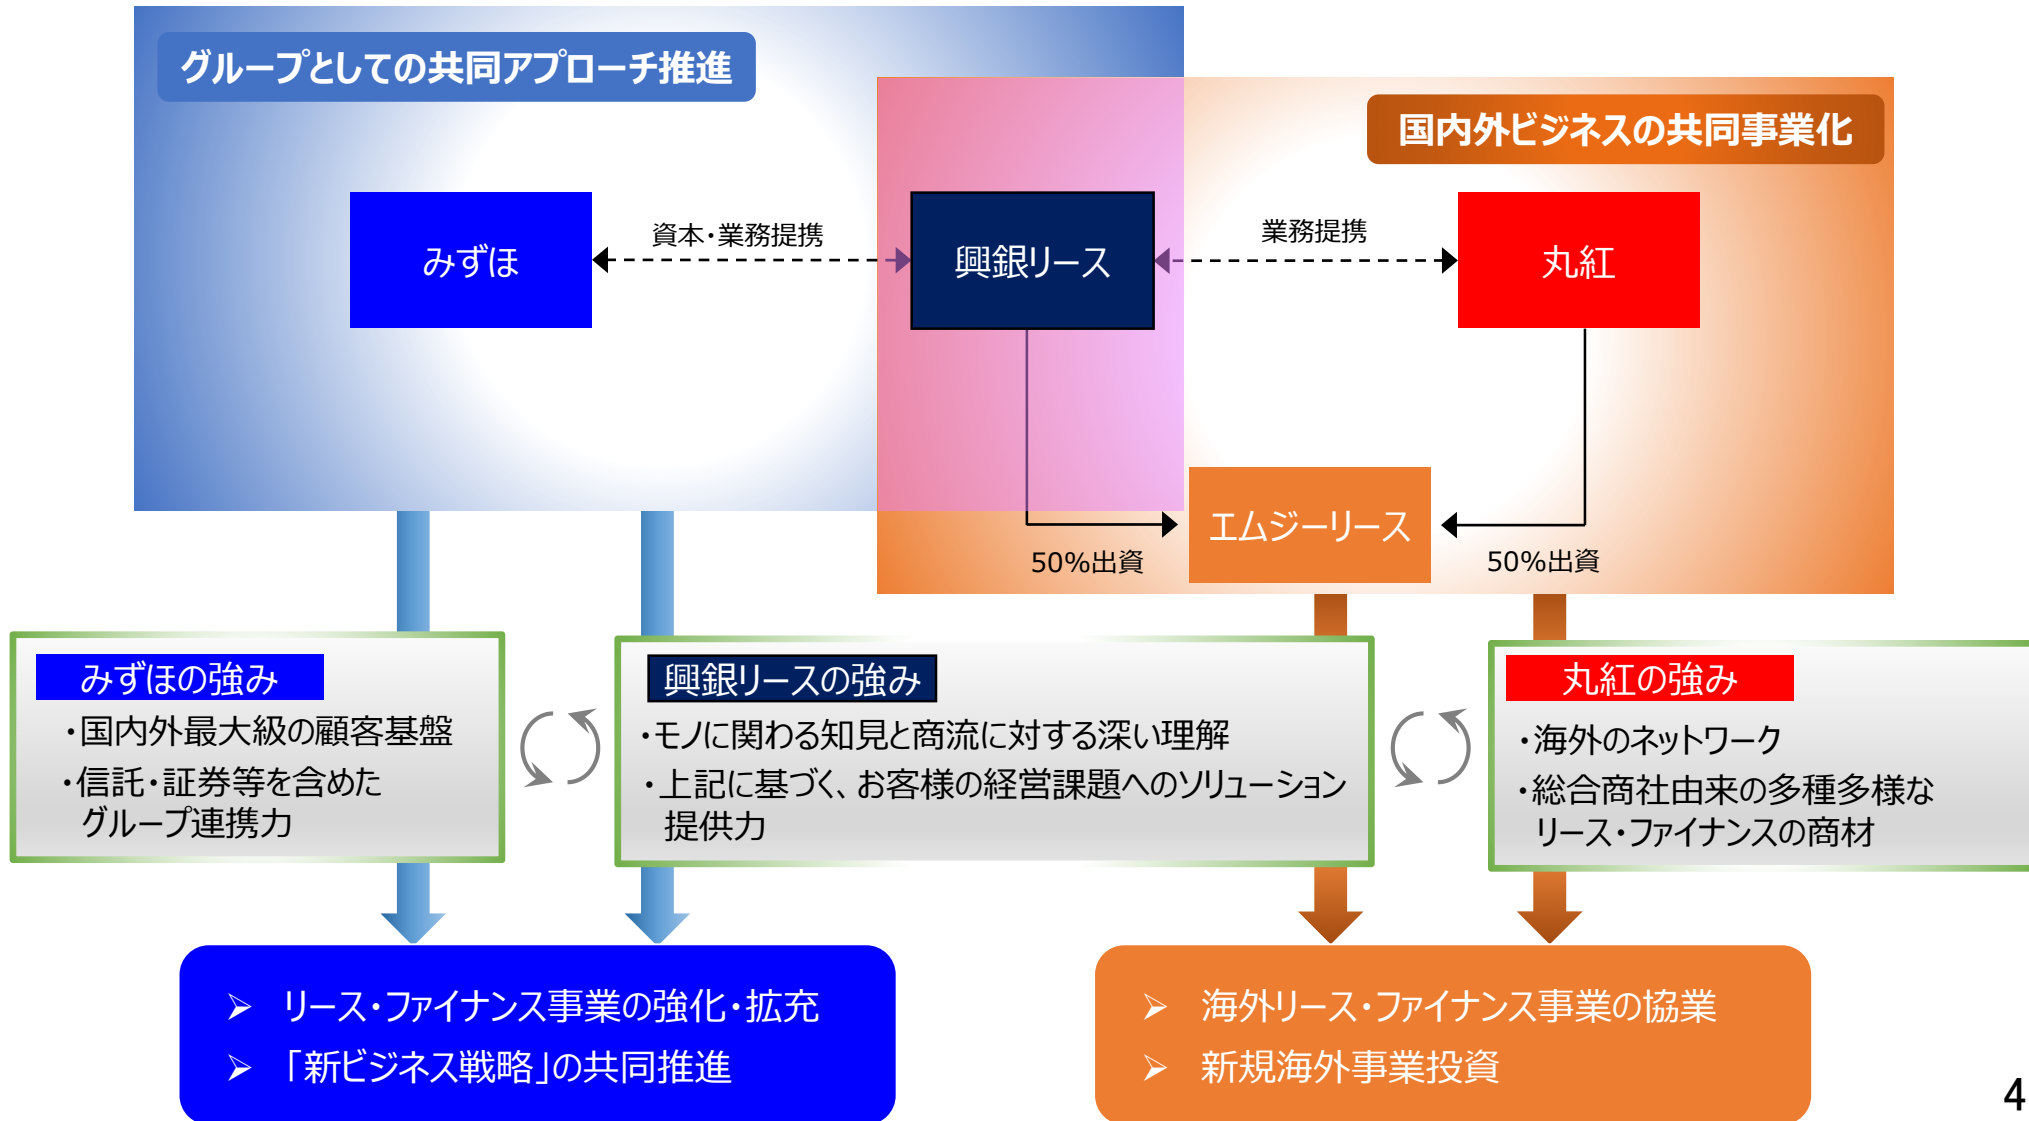 グループとしての共同アプローチ推進
国内外ビジネスの共同事業化
みずほ
資本・業務提携
興銀リース
業務提携
丸紅
エムジーリース
50%出資
50%出資
みずほの強み
・国内外最大級の顧客基盤
・信託・証券等を含めた
グループ連携力
興銀リースの強み
・モノに関わる知見と商流に対する深い理解
・上記に基づく、お客様の経営課題へのソリューション
提供力
丸紅の強み
・海外のネットワーク
・総合商社由来の多種多様な
リース・ファイナンスの商材
➢ リース・ファイナンス事業の強化・拡充
➢ 「新ビジネス戦略」の共同推進
➢ 海外リース・ファイナンス事業の協業
➢ 新規海外事業投資
4